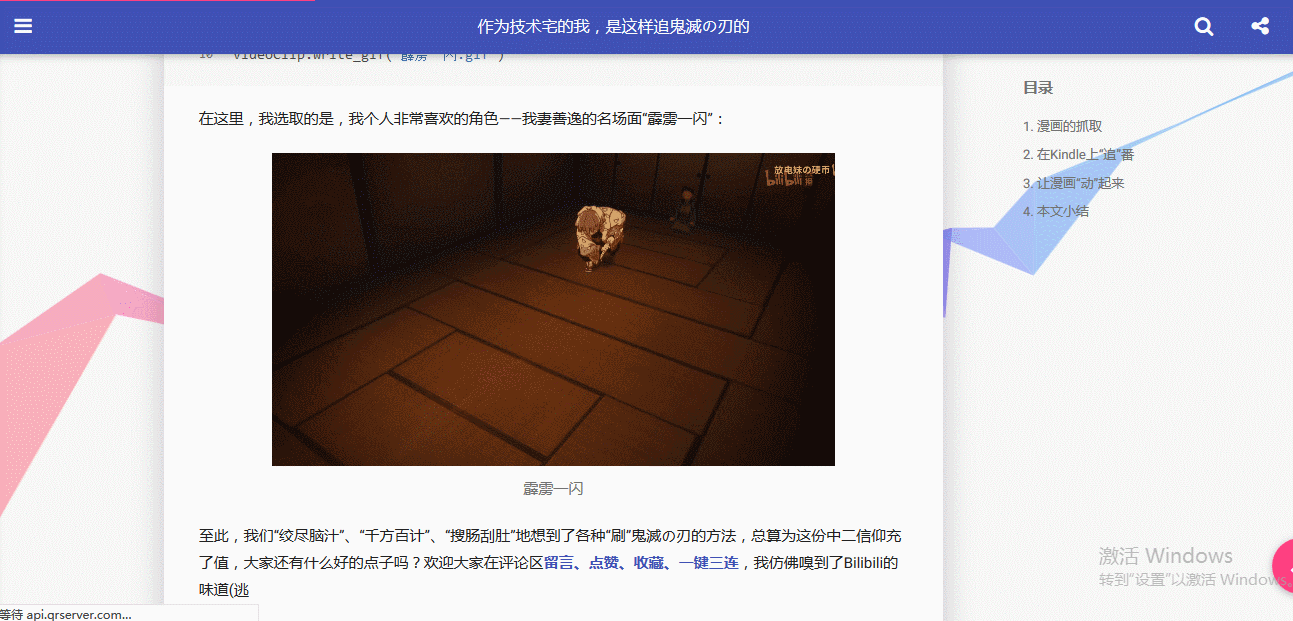 作为技术宅的我，是这样追鬼滅の刃的
10 videoClip.write_gif('霹雳一闪.gif')
在这里，我选取的是，我个人非常喜欢的角色——我妻善逸的名场面“霹雳一闪”：
放电妹の硬币
bilibili
霹雳一闪
至此，我们“绞尽脑汁”、“千方百计”、“搜肠刮肚”地想到了各种“刷”鬼滅の刃的方法，总算为这份中二信仰充
了值，大家还有什么好的点子吗？欢迎大家在评论区留言、点赞、收藏、一键三连，我仿佛嗅到了Bilibili的
味道(逃
目录
1. 漫画的抓取
2. 在Kindle上“追”番
3. 让漫画“动”起来
4. 本文小结
激活 Windows
转到“设置”以激活 Windows。
等待 api.qrserver.com...